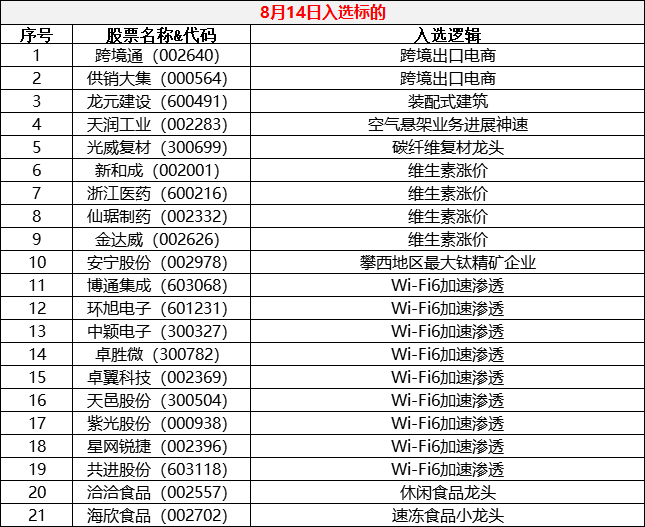 8月14日入选标的
序号 股票名称&代码 入选逻辑
1 跨境通（002640） 跨境出口电商
2 供销大集（000564） 跨境出口电商
3 龙元建设（600491） 装配式建筑
4 天润工业（002283） 空气悬架业务进展神速
5 光威复材（300699） 碳纤维复材龙头
6 新和成（002001） 维生素涨价
7 浙江医药（600216） 维生素涨价
8 仙琚制药（002332） 维生素涨价
9 金达威（002626） 维生素涨价
10 安宁股份（002978） 攀西地区最大钛精矿企业
11 博通集成（603068） Wi-Fi6加速渗透
12 环旭电子（601231） Wi-Fi6加速渗透
13 中颖电子（300327） Wi-Fi6加速渗透
14 卓胜微（300782） Wi-Fi6加速渗透
15 卓翼科技（002369） Wi-Fi6加速渗透
16 天邑股份（300504） Wi-Fi6加速渗透
17 紫光股份（000938） Wi-Fi6加速渗透
18 星网锐捷（002396） Wi-Fi6加速渗透
19 共进股份（603118） Wi-Fi6加速渗透
20 洽洽食品（002557） 休闲食品龙头
21 海欣食品（002702） 速冻食品小龙头